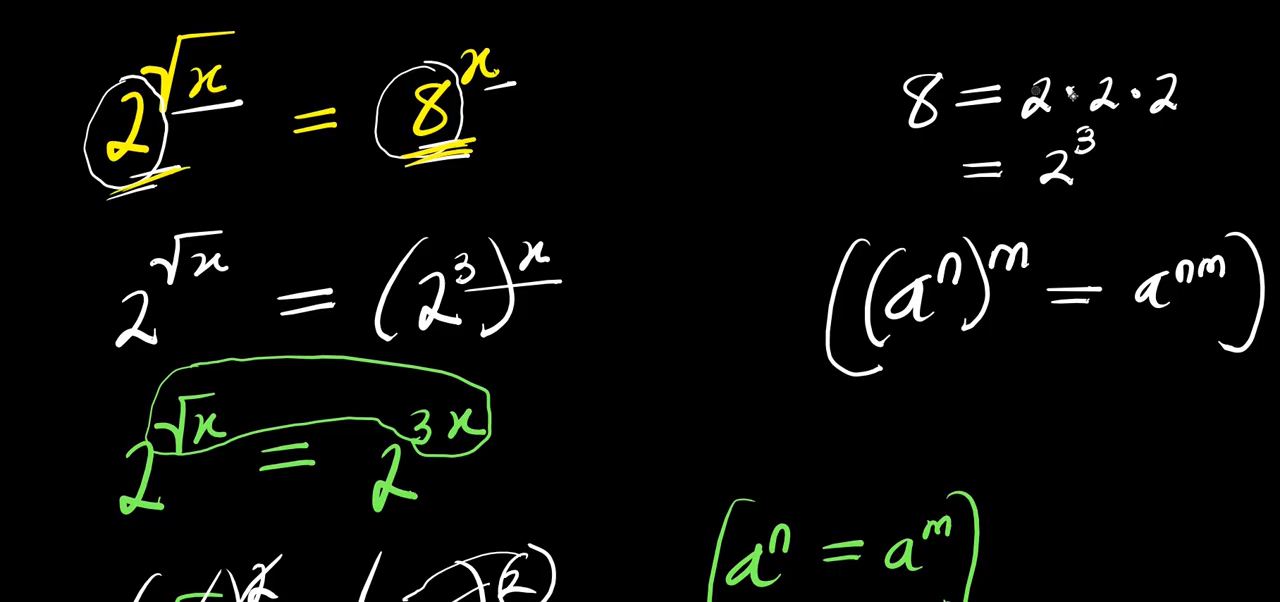 2^√x = 8^x
8 = 2 · 2 · 2
= 2^3
2^√x = (2^3)^x
((a^n)^m = a^nm)
2^√x = 2^3x
[a^n = a^m]